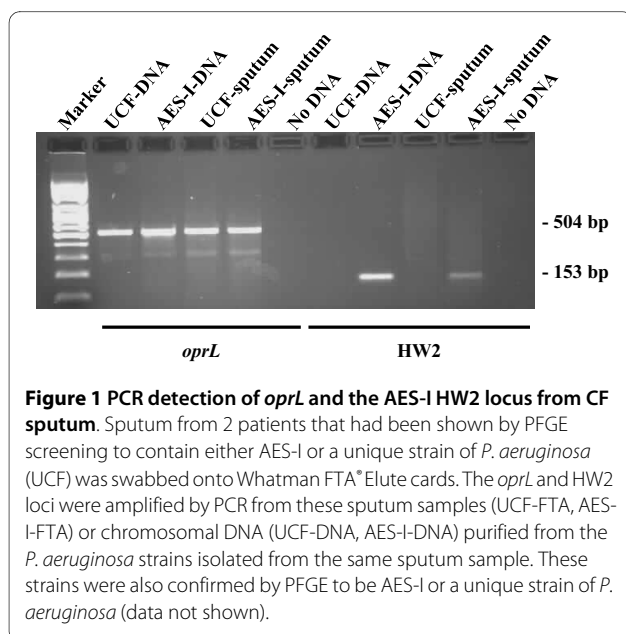 Marker UCF-DNA AES-I-DNA UCF-sputum AES-I-sputum No DNA UCF-DNA AES-I-DNA UCF-sputum AES-I-sputum No DNA
- 504 bp
- 153 bp
oprL HW2
Figure 1 PCR detection of oprL and the AES-I HW2 locus from CF
sputum. Sputum from 2 patients that had been shown by PFGE
screening to contain either AES-I or a unique strain of P. aeruginosa
(UCF) was swabbed onto Whatman FTA® Elute cards. The oprL and HW2
loci were amplified by PCR from these sputum samples (UCF-FTA, AES-
I-FTA) or chromosomal DNA (UCF-DNA, AES-I-DNA) purified from the
P. aeruginosa strains isolated from the same sputum sample. These
strains were also confirmed by PFGE to be AES-I or a unique strain of P.
aeruginosa (data not shown).